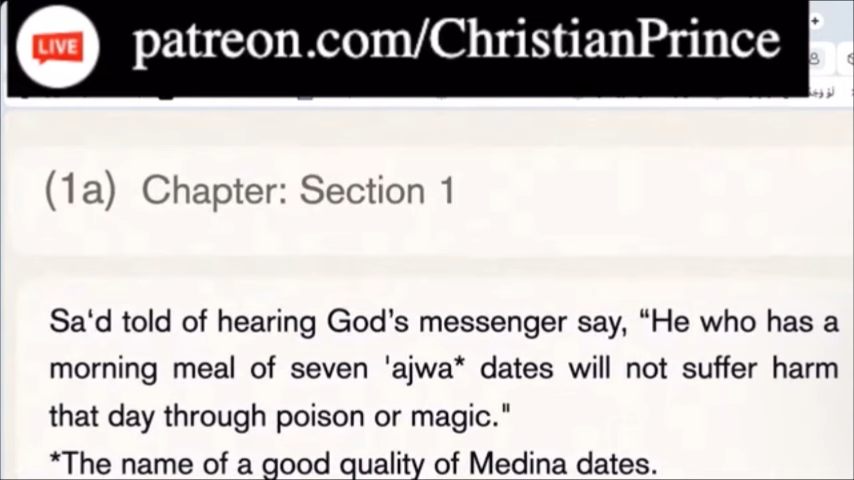 LIVE
patreon.com/ChristianPrince
(1a) Chapter: Section 1
Sa‘d told of hearing God’s messenger say, “He who has a
morning meal of seven 'ajwa* dates will not suffer harm
that day through poison or magic."
*The name of a good quality of Medina dates.